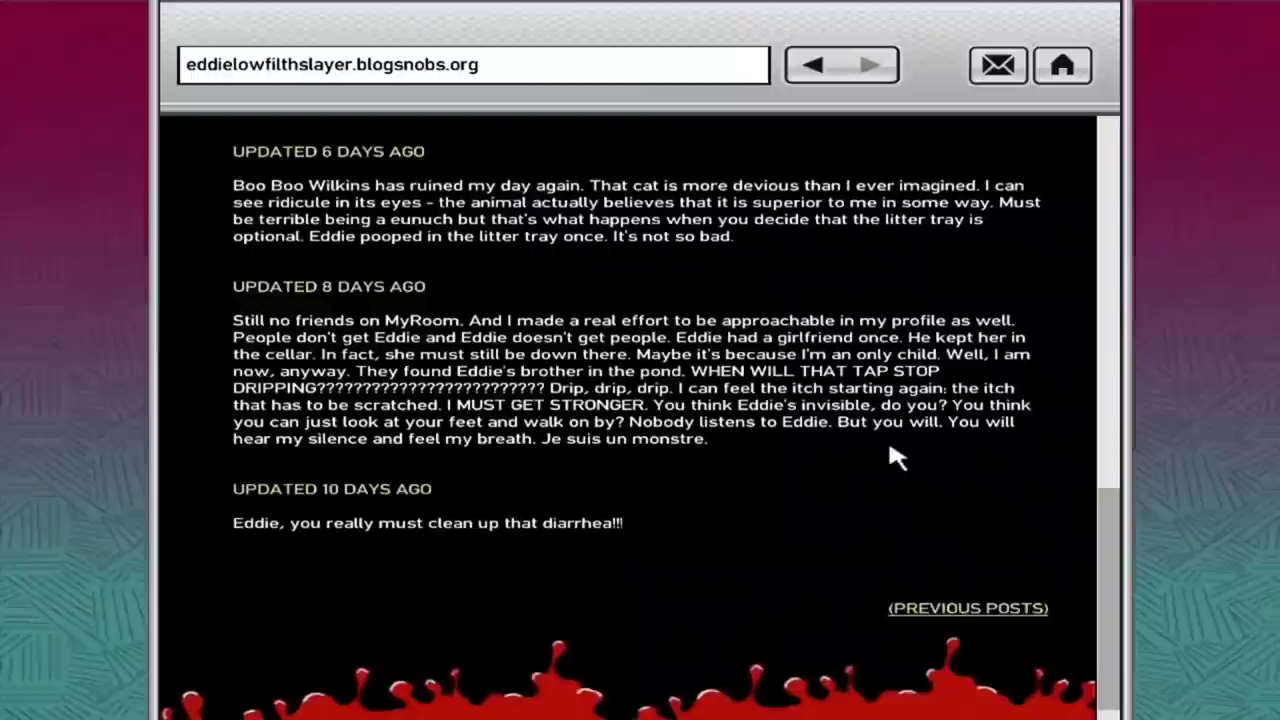 eddielowfilthslayer.blogsnobs.org
UPDATED 6 DAYS AGO
Boo Boo Wilkins has ruined my day again. That cat is more devious than I ever imagined. I can
see ridicule in its eyes - the animal actually believes that it is superior to me in some way. Must
be terrible being a eunuch but that's what happens when you decide that the litter tray is
optional. Eddie pooped in the litter tray once. It's not so bad.
UPDATED 8 DAYS AGO
Still no friends on MyRoom. And I made a real effort to be approachable in my profile as well.
People don't get Eddie and Eddie doesn't get people. Eddie had a girlfriend once. He kept her in
the cellar. In fact, she must still be down there. Maybe it's because I'm an only child. Well, I am
now, anyway. They found Eddie's brother in the pond. WHEN WILL THAT TAP STOP
DRIPPING????????????????????????? Drip, drip, drip. I can feel the itch starting again: the itch
that has to be scratched. I MUST GET STRONGER. You think Eddie's invisible, do you? You think
you can just look at your feet and walk on by? Nobody listens to Eddie. But you will. You will
hear my silence and feel my breath. Je suis un monstre.
UPDATED 10 DAYS AGO
Eddie, you really must clean up that diarrhea!!!
(PREVIOUS POSTS)